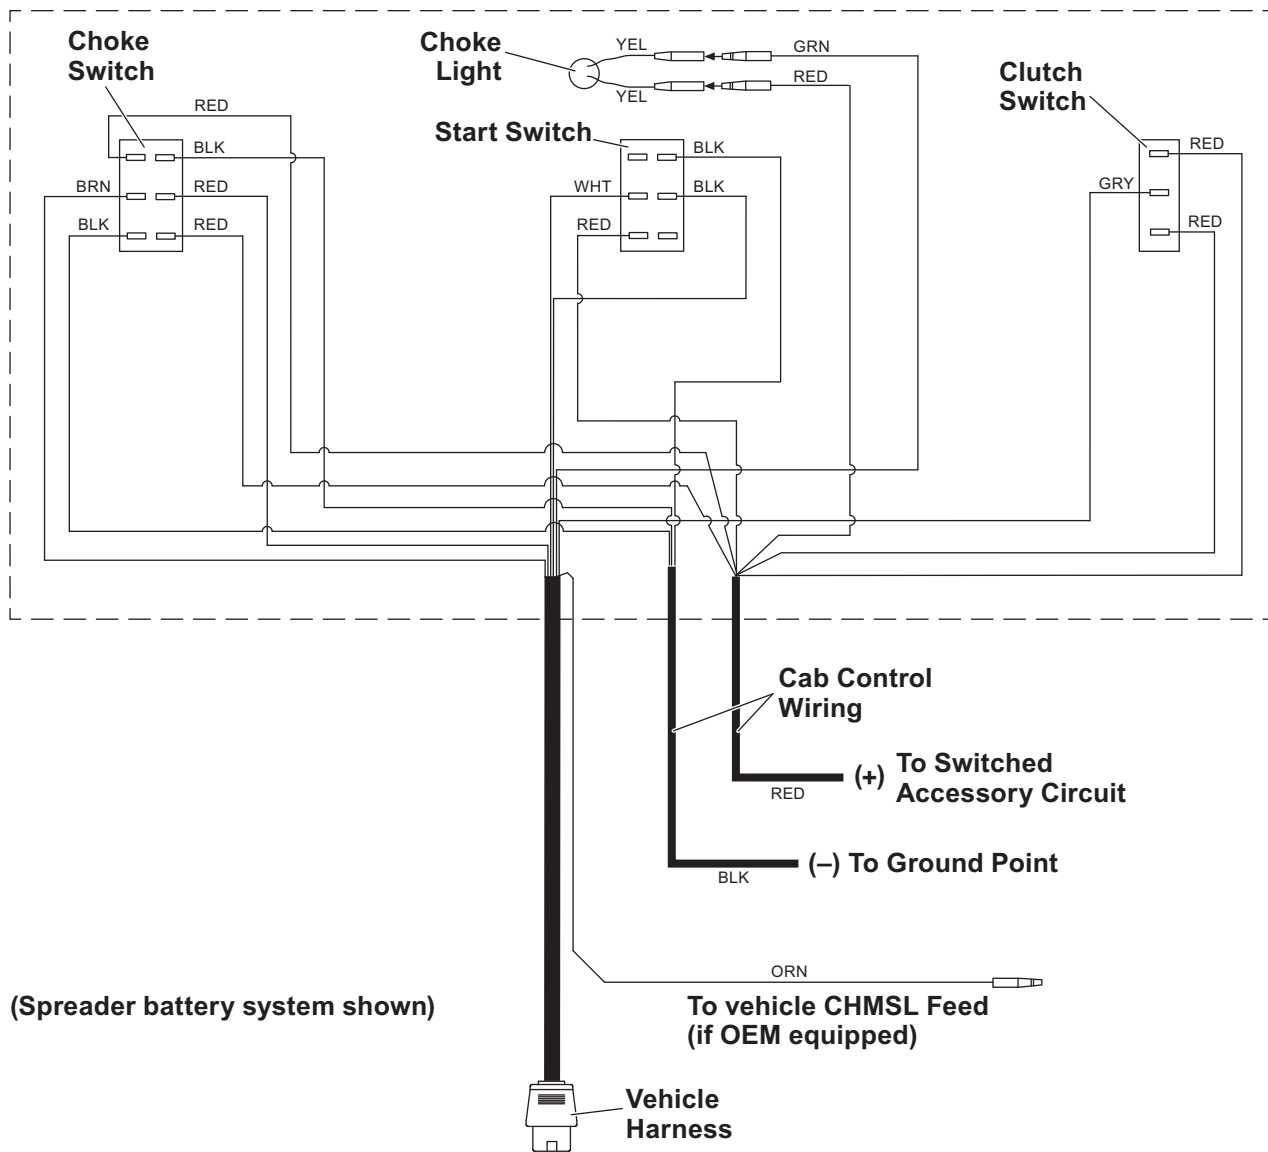 Choke
Switch
Choke
Light
YEL
GRN
YEL
RED
Clutch
Switch
RED
Start Switch
BLK
BLK
RED
BRN
RED
WHT
BLK
GRY
BLK
RED
RED
RED
Cab Control
Wiring
(+) To Switched
Accessory Circuit
RED
(–) To Ground Point
BLK
ORN
(Spreader battery system shown)
To vehicle CHMSL Feed
(if OEM equipped)
Vehicle
Harness